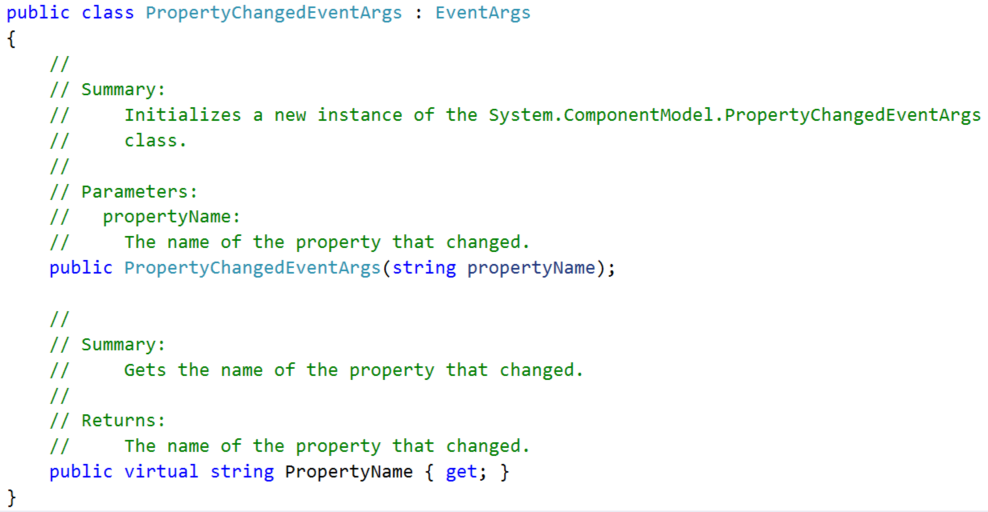 public class PropertyChangedEventArgs : EventArgs
{
    //
    // Summary:
    //     Initializes a new instance of the System.ComponentModel.PropertyChangedEventArgs
    //     class.
    //
    // Parameters:
    //   propertyName:
    //     The name of the property that changed.
    public PropertyChangedEventArgs(string propertyName);

    //
    // Summary:
    //     Gets the name of the property that changed.
    //
    // Returns:
    //     The name of the property that changed.
    public virtual string PropertyName { get; }
}